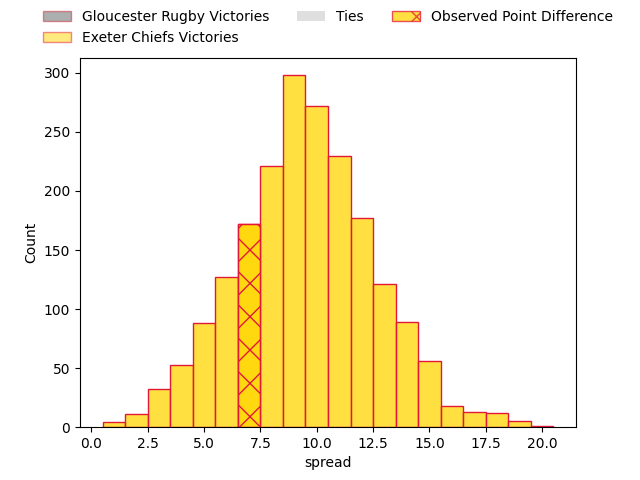 Gloucester Rugby Victories
Ties
Observed Point Difference
Exeter Chiefs Victories
300
250
200
150
100
50
0
Count
0.0 2.5 5.0 7.5 10.0 12.5 15.0 17.5 20.0
spread